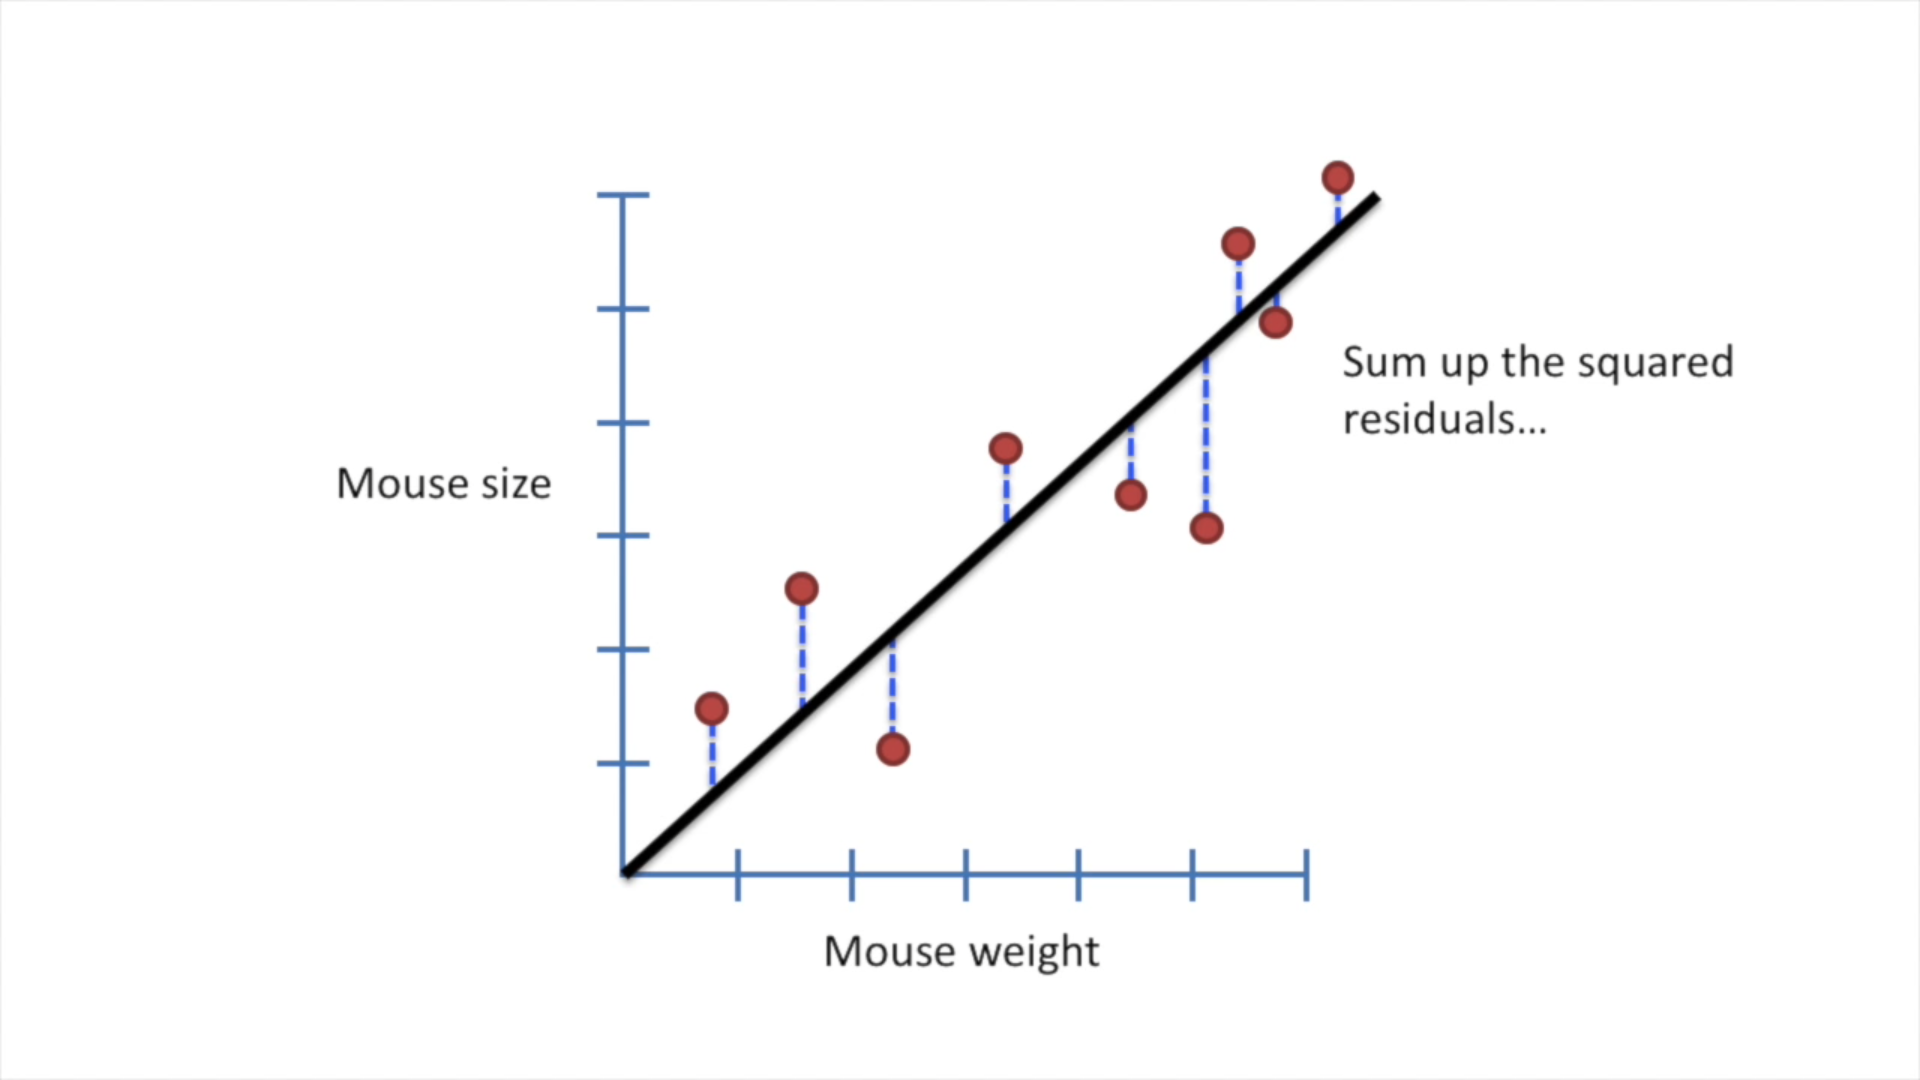 Sum up the squared
residuals...
Mouse size
Mouse weight